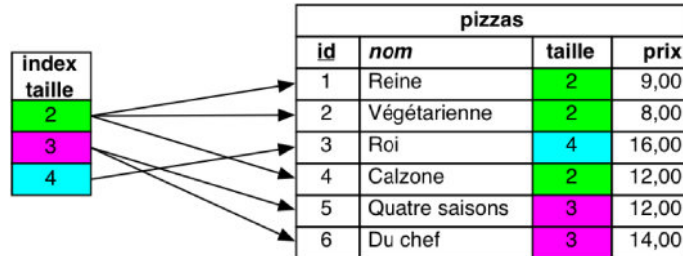 pizzas
id nom taille prix
index
taille
2
3
4
1 Reine 2 9,00
2 Végétarienne 2 8,00
3 Roi 4 16,00
4 Calzone 2 12,00
5 Quatre saisons 3 12,00
6 Du chef 3 14,00